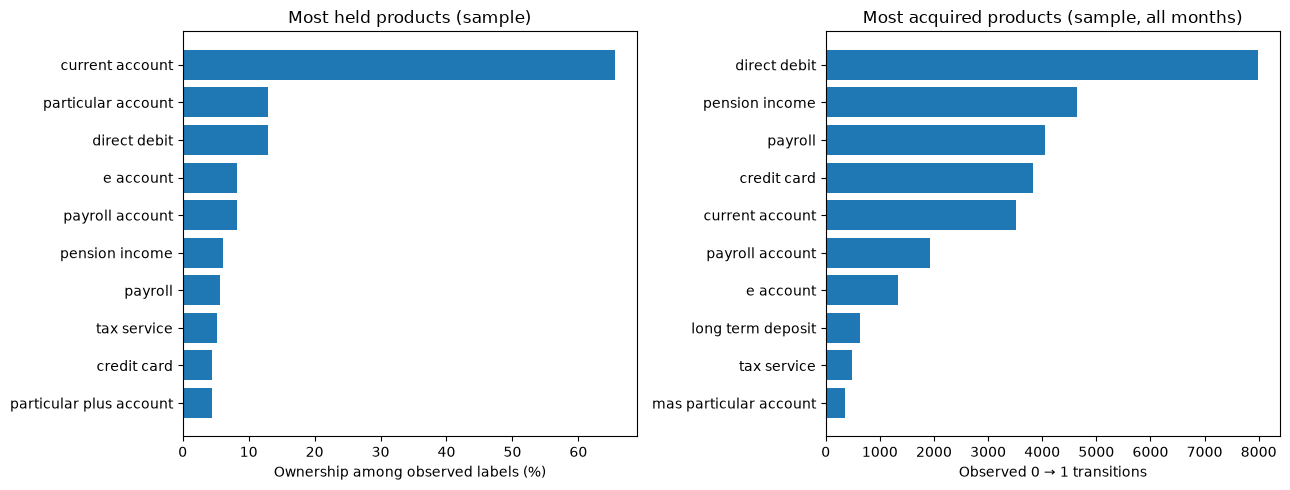 Most held products (sample)
current account
particular account
direct debit
e account
payroll account
pension income
payroll
tax service
credit card
particular plus account
0 10 20 30 40 50 60
Ownership among observed labels (%)
Most acquired products (sample, all months)
direct debit
pension income
payroll
credit card
current account
payroll account
e account
long term deposit
tax service
mas particular account
0 1000 2000 3000 4000 5000 6000 7000 8000
Observed 0 → 1 transitions